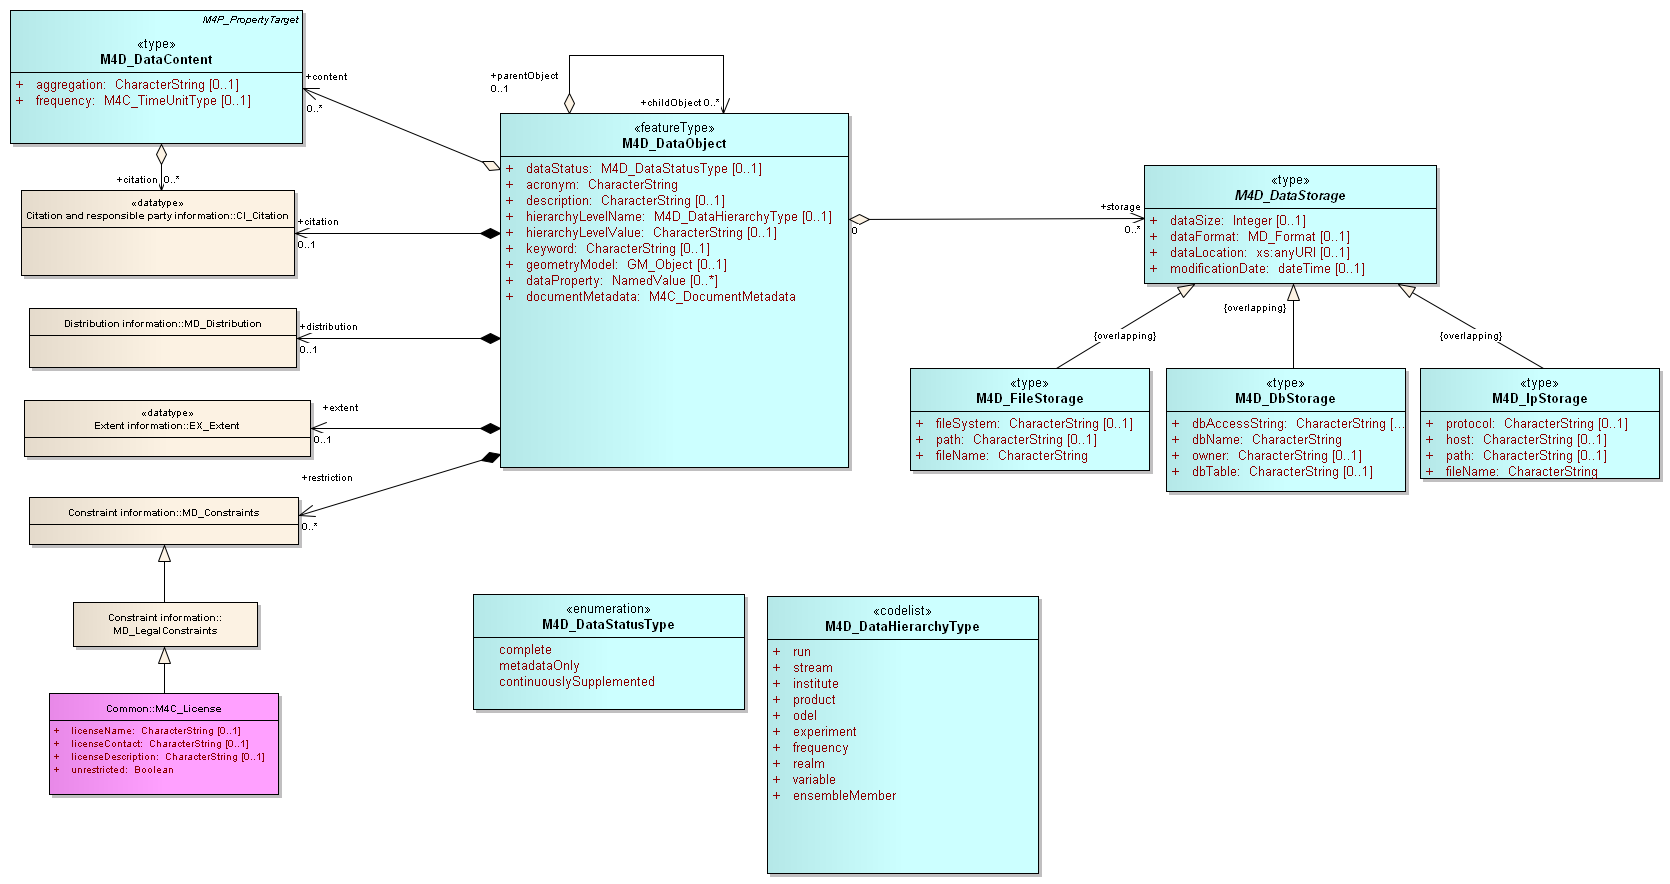 M4P_PropertyTarget
«type»
M4D_DataContent
+ aggregation: CharacterString [0..1]
+ frequency: M4C_TimeUnitType [0..1]
+content
0..*
+citation 0..*
«datatype»
Citation and responsible party information::CI_Citation
+citation
0..1
Distribution information::MD_Distribution
+distribution
0..1
«datatype»
Extent information::EX_Extent
+extent
0..1
Constraint information::MD_Constraints
+restriction
0..*
Constraint information::
MD_LegalConstraints
Common::M4C_License
+ licenseName: CharacterString [0..1]
+ licenseContact: CharacterString [0..1]
+ licenseDescription: CharacterString [0..1]
+ unrestricted: Boolean
+parentObject
0..1
+childObject 0..*
«featureType»
M4D_DataObject
+ dataStatus: M4D_DataStatusType [0..1]
+ acronym: CharacterString
+ description: CharacterString [0..1]
+ hierarchyLevelName: M4D_DataHierarchyType [0..1]
+ hierarchyLevelValue: CharacterString [0..1]
+ keyword: CharacterString [0..1]
+ geometryModel: GM_Object [0..1]
+ dataProperty: NamedValue [0..*]
+ documentMetadata: M4C_DocumentMetadata
0
+storage
0..*
«type»
M4D_DataStorage
+ dataSize: Integer [0..1]
+ dataFormat: MD_Format [0..1]
+ dataLocation: xs:anyURI [0..1]
+ modificationDate: dateTime [0..1]
{overlapping}
{overlapping}
{overlapping}
«type»
M4D_FileStorage
+ fileSystem: CharacterString [0..1]
+ path: CharacterString [0..1]
+ fileName: CharacterString
«type»
M4D_DbStorage
+ dbAccessString: CharacterString [...
+ dbName: CharacterString
+ owner: CharacterString [0..1]
+ dbTable: CharacterString [0..1]
«type»
M4D_IpStorage
+ protocol: CharacterString [0..1]
+ host: CharacterString [0..1]
+ path: CharacterString [0..1]
+ fileName: CharacterString
«enumeration»
M4D_DataStatusType
complete
metadataOnly
continuouslySupplemented
«codelist»
M4D_DataHierarchyType
+ run
+ stream
+ institute
+ product
+ odel
+ experiment
+ frequency
+ realm
+ variable
+ ensembleMember